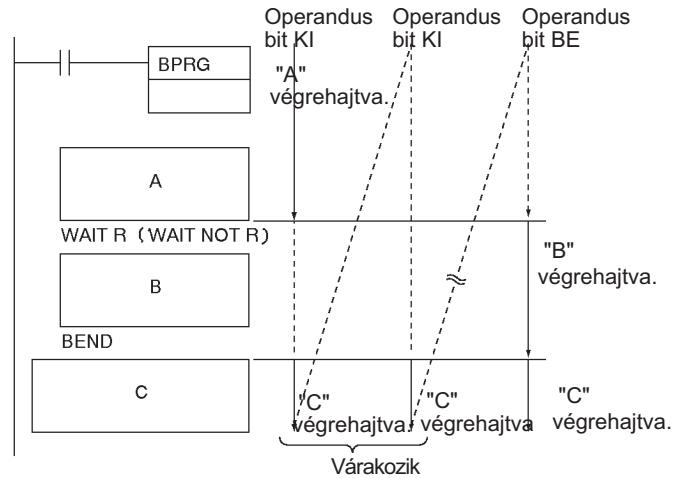 Operandus
bit KI
Operandus
bit KI
Operandus
bit BE
BPRG
"A"
végrehajtva.
A
WAIT R (WAIT NOT R)
"B"
végrehajtva.
B
BEND
C
"C"
végrehajtva.
"C"
végrehajtva
"C"
végrehajtva.
Várakozik